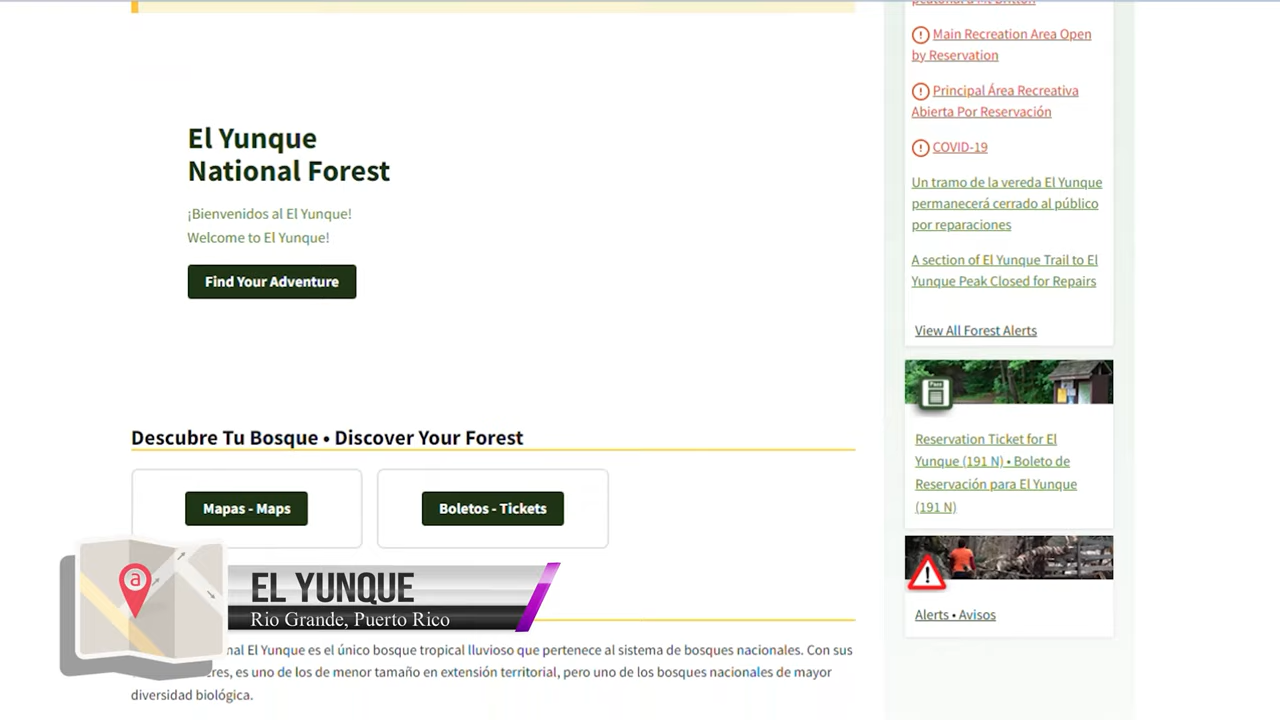 El Yunque
National Forest
¡Bienvenidos al El Yunque!
Welcome to El Yunque!
Find Your Adventure
Descubre Tu Bosque • Discover Your Forest
Mapas - Maps
Boletos - Tickets
EL YUNQUE
Rio Grande, Puerto Rico
a
nal El Yunque es el único bosque tropical lluvioso que pertenece al sistema de bosques nacionales. Con sus
es uno de los de menor tamaño en extensión territorial, pero uno de los bosques nacionales de mayor
diversidad biológica.
Main Recreation Area Open
by Reservation
Principal Área Recreativa
Abierta Por Reservación
COVID-19
Un tramo de la vereda El Yunque
permanecerá cerrado al público
por reparaciones
A section of El Yunque Trail to El
Yunque Peak Closed for Repairs
View All Forest Alerts
Reservation Ticket for El
Yunque (191 N) • Boleto de
Reservación para El Yunque
(191 N)
Alerts • Avisos